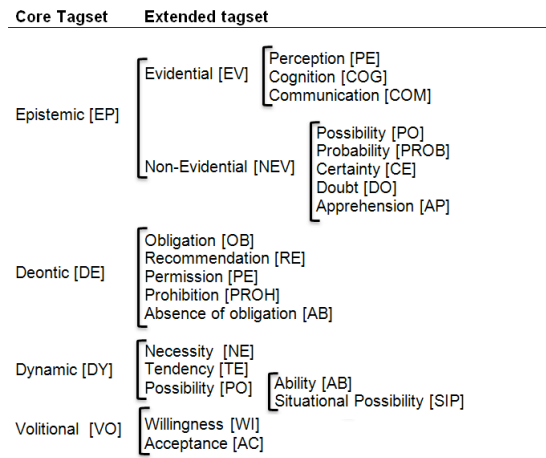 Core Tagset Extended tagset
Perception [PE]
Evidential [EV] Cognition [COG]
Communication [COM]
Epistemic [EP]
Possibility [PO]
Probability [PROB]
Non-Evidential [NEV] Certainty [CE]
Doubt [DO]
Apprehension [AP]
Obligation [OB]
Recommendation [RE]
Deontic [DE] Permission [PE]
Prohibition [PROH]
Absence of obligation [AB]
Necessity [NE]
Dynamic [DY] Tendency [TE]
Possibility [PO] Ability [AB]
Situational Possibility [SIP]
Willingness [WI]
Volitional [VO]
Acceptance [AC]